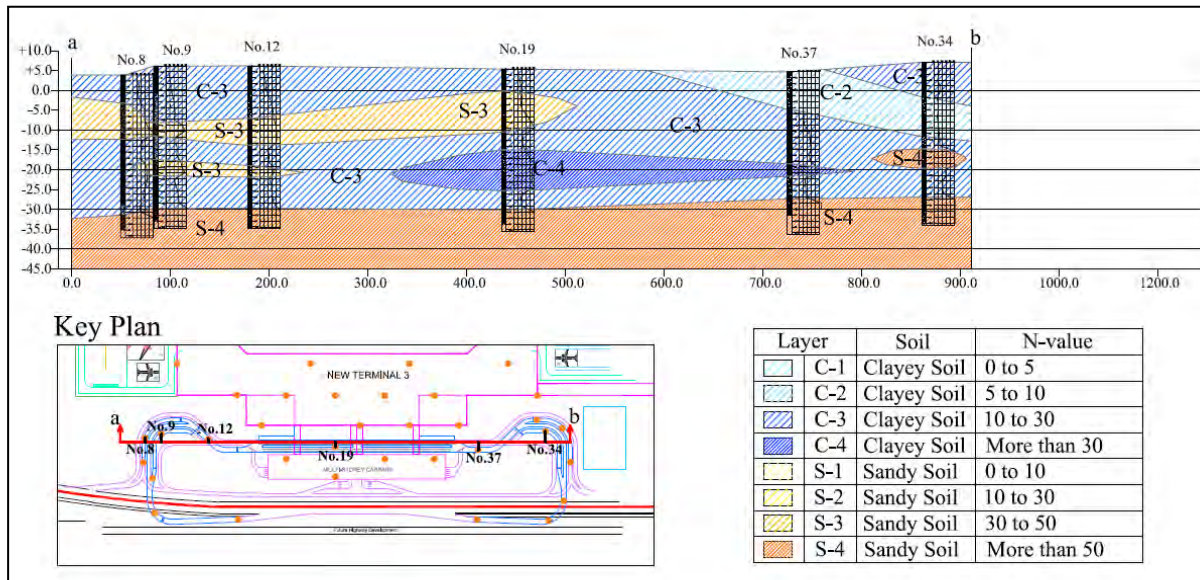 a
No.8
No.9
No.12
No.19
No.37
No.34
b
+10.0
+5.0
0.0
-5.0
-10.0
-15.0
-20.0
-25.0
-30.0
-35.0
-40.0
-45.0
C-3
S-3
S-3
C-3
S-4
S-3
C-4
C-3
C-2
C-
S-4
S-4
0.0
100.0
200.0
300.0
400.0
500.0
600.0
700.0
800.0
900.0
1000.0
1200.0
Key Plan
NEW TERMINAL 3
a
b
No.9
No.12
No.8
No.19
No.37
No.34
MULTI-STOREY CARPARK
Future Highway Development
Layer Soil N-value
C-1 Clayey Soil 0 to 5
C-2 Clayey Soil 5 to 10
C-3 Clayey Soil 10 to 30
C-4 Clayey Soil More than 30
S-1 Sandy Soil 0 to 10
S-2 Sandy Soil 10 to 30
S-3 Sandy Soil 30 to 50
S-4 Sandy Soil More than 50